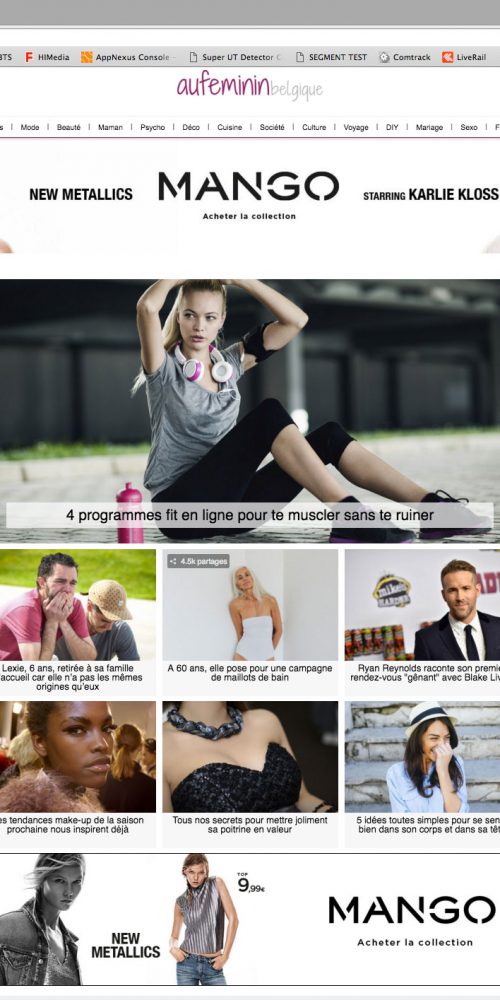 BTS HIMedia AppNexus Console Super UT Detector C SEGMENT TEST Comtrack LiveRail
aufemininbelgique
s | Mode | Beauté | Maman | Psycho | Déco | Cuisine | Société | Culture | Voyage | DIY | Mariage | Sexo | F
NEW METALLICS MANGO STARRING KARLIE KLOSS
Acheter la collection
4 programmes fit en ligne pour te muscler sans te ruiner
4.5k partages
Lexie, 6 ans, retirée à sa famille
'accueil car elle n'a pas les mêmes
origines qu'eux
A 60 ans, elle pose pour une campagne
de maillots de bain
Ryan Reynolds raconte son premie
rendez-vous "gênant" avec Blake Liv
es tendances make-up de la saison
prochaine nous inspirent déjà
Tous nos secrets pour mettre joliment
sa poitrine en valeur
5 idées toutes simples pour se sen
bien dans son corps et dans sa têt
NEW
METALLICS
TOP
9,99€
MANGO
Acheter la collection